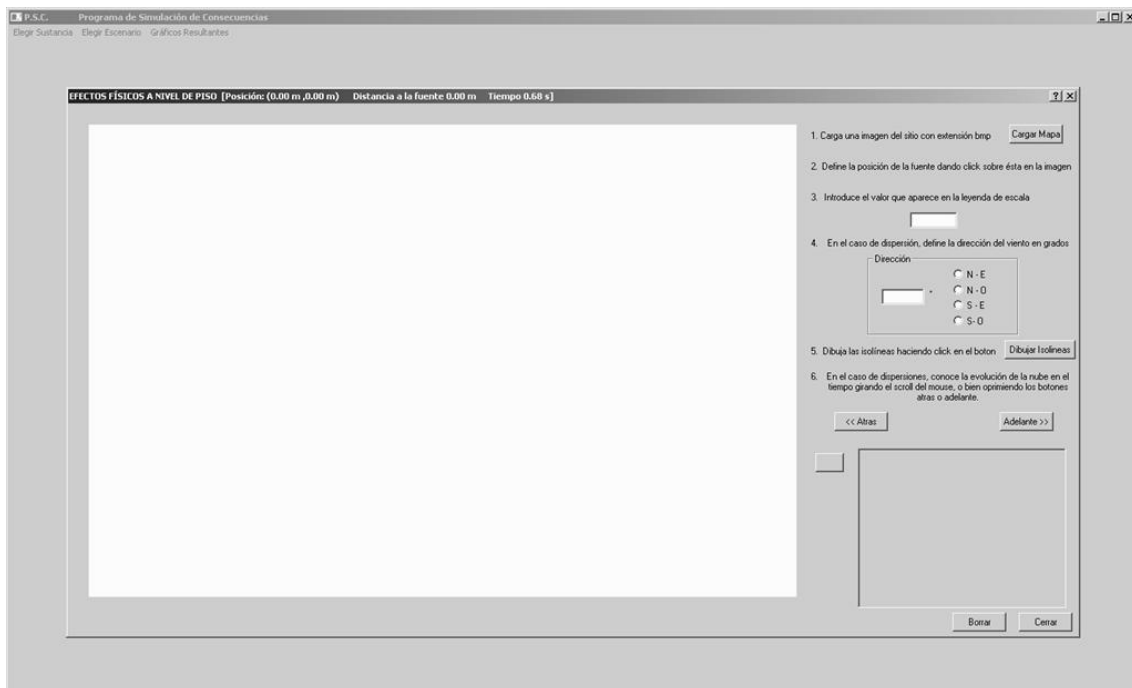 P.S.C. Programa de Simulación de Consecuencias
Elegir Sustancia Elegir Escenario Gráficos Resultantes
EFECTOS FÍSICOS A NIVEL DE PISO [Posición: (0.00 m ,0.00 m) Distancia a la fuente 0.00 m Tiempo 0.68 s]
1. Carga una imagen del sitio con extensión bmp
Cargar Mapa
2. Define la posición de la fuente dando click sobre ésta en la imagen
3. Introduce el valor que aparece en la leyenda de escala
4. En el caso de dispersión, define la dirección del viento en grados
Dirección
N - E
N - O
S - E
S- O
5. Dibuja las isolíneas haciendo click en el boton
Dibujar Isolineas
6. En el caso de dispersiones, conoce la evolución de la nube en el
tiempo girando el scroll del mouse, o bien oprimiendo los botones
atras o adelante.
<< Atras
Adelante >>
Borrar
Cerrar